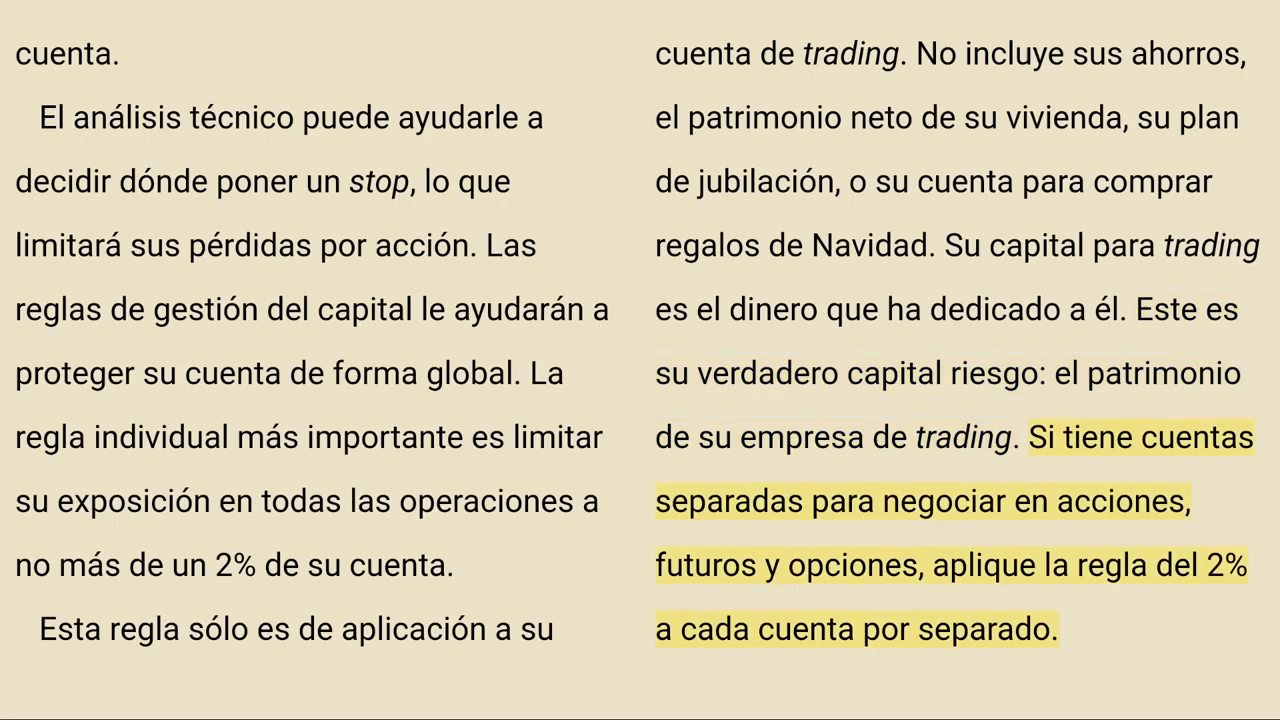 cuenta.
El análisis técnico puede ayudarle a
decidir dónde poner un stop, lo que
limitará sus pérdidas por acción. Las
reglas de gestión del capital le ayudarán a
proteger su cuenta de forma global. La
regla individual más importante es limitar
su exposición en todas las operaciones a
no más de un 2% de su cuenta.
Esta regla sólo es de aplicación a su
cuenta de trading. No incluye sus ahorros,
el patrimonio neto de su vivienda, su plan
de jubilación, o su cuenta para comprar
regalos de Navidad. Su capital para trading
es el dinero que ha dedicado a él. Este es
su verdadero capital riesgo: el patrimonio
de su empresa de trading. Si tiene cuentas
separadas para negociar en acciones,
futuros y opciones, aplique la regla del 2%
a cada cuenta por separado.